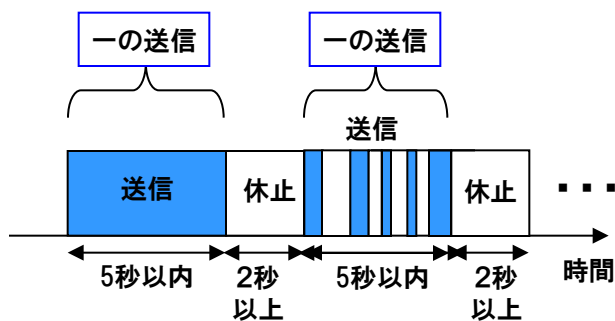 一の送信
一の送信
送信
送信
休止
休止
・・・
5秒以内
2秒
以上
5秒以内
2秒
以上
時間